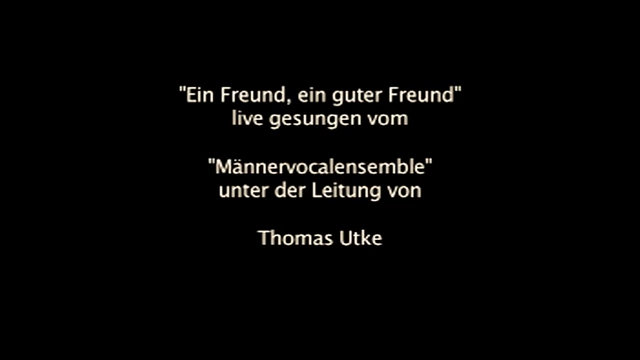 "Ein Freund, ein guter Freund"
live gesungen vom
"Männervocalensemble"
unter der Leitung von
Thomas Utke